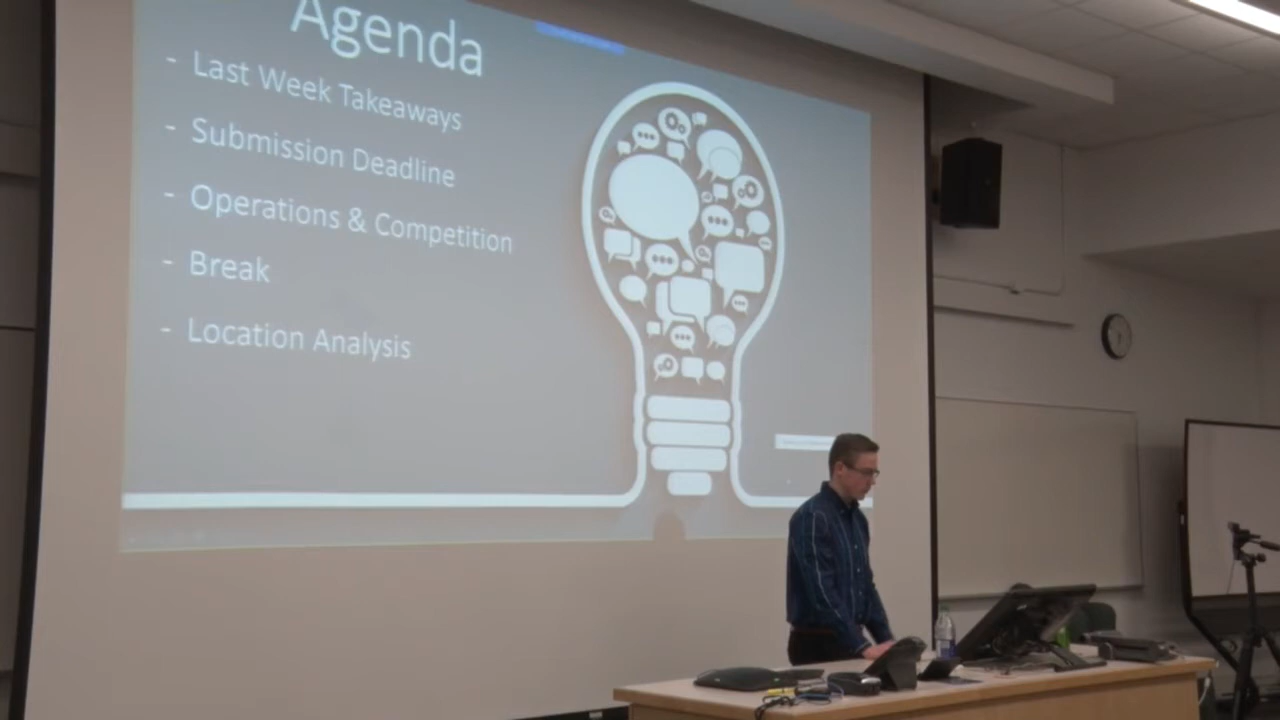 Agenda
- Last Week Takeaways
- Submission Deadline
- Operations & Competition
- Break
- Location Analysis